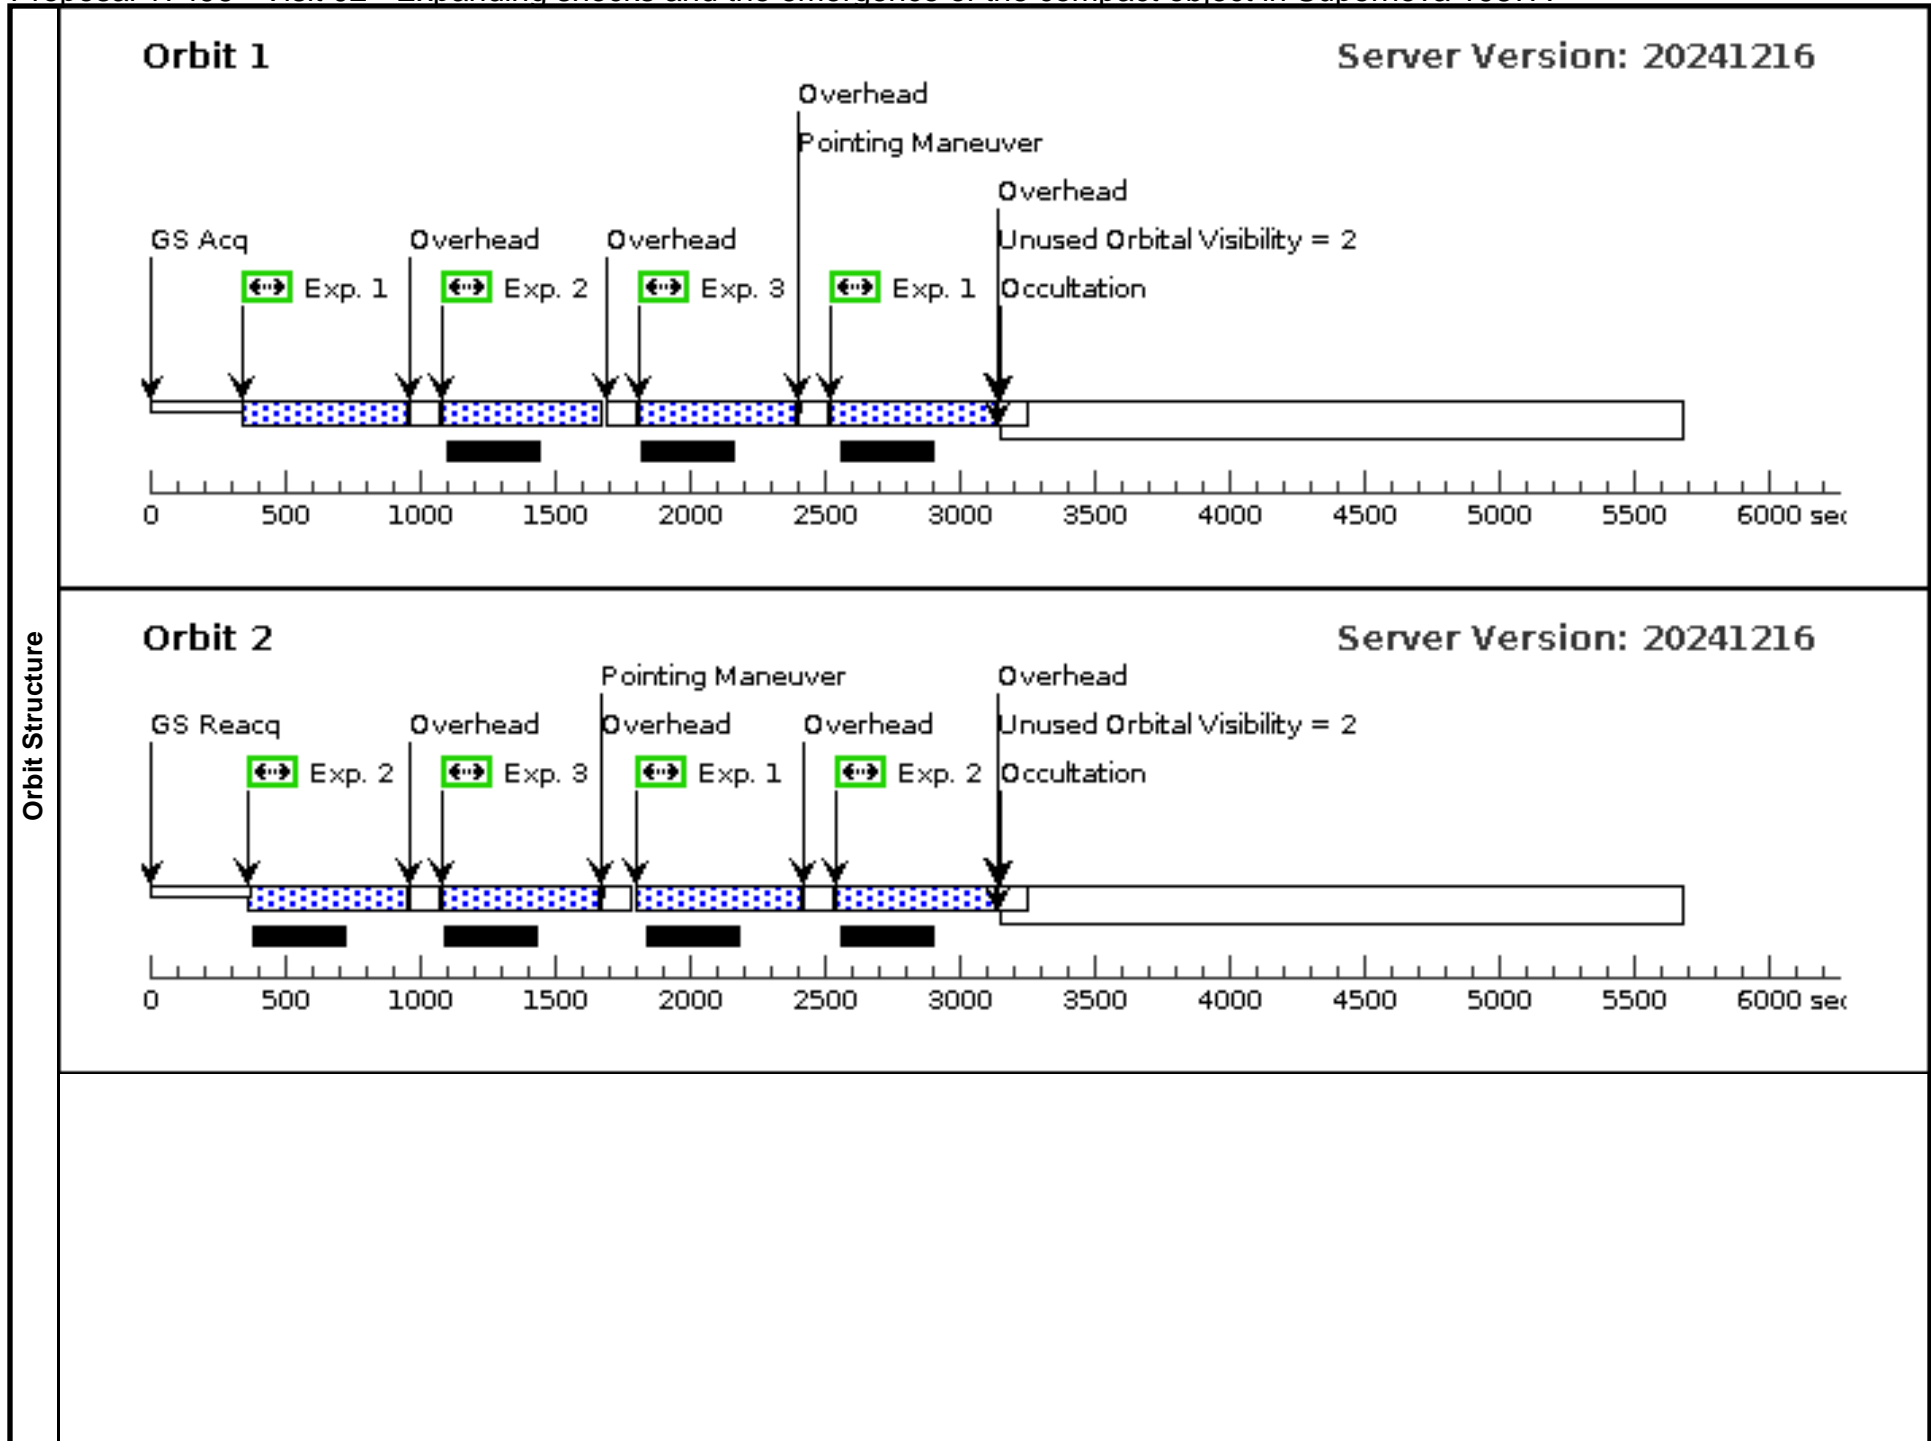 Orbit 1
Server Version: 20241216
Overhead
Pointing Maneuver
Overhead
GS Acq
Overhead
Overhead
Unused Orbital Visibility = 2
Exp. 1
Exp. 2
Exp. 3
Exp. 1
Occultation
0 500 1000 1500 2000 2500 3000 3500 4000 4500 5000 5500 6000
Orbit Structure
Orbit 2
Server Version: 20241216
Pointing Maneuver
Overhead
GS Reacq
Overhead
Overhead
Overhead
Unused Orbital Visibility = 2
Exp. 2
Exp. 3
Exp. 1
Exp. 2
Occultation
0 500 1000 1500 2000 2500 3000 3500 4000 4500 5000 5500 6000